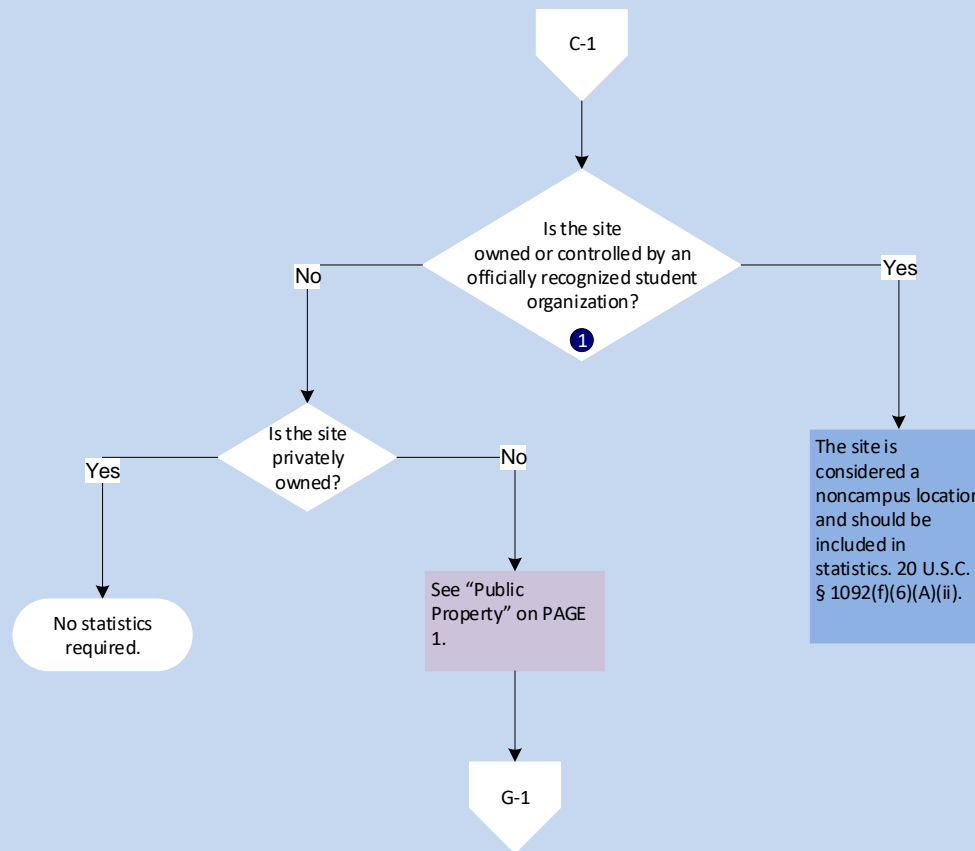 C-1
Is the site
owned or controlled by an
officially recognized student
organization?
1
No
Yes
Is the site
privately
owned?
Yes
No
The site is
considered a
noncampus location
and should be
included in
statistics. 20 U.S.C.
§ 1092(f)(6)(A)(ii).
See “Public
Property” on PAGE
1.
No statistics
required.
G-1